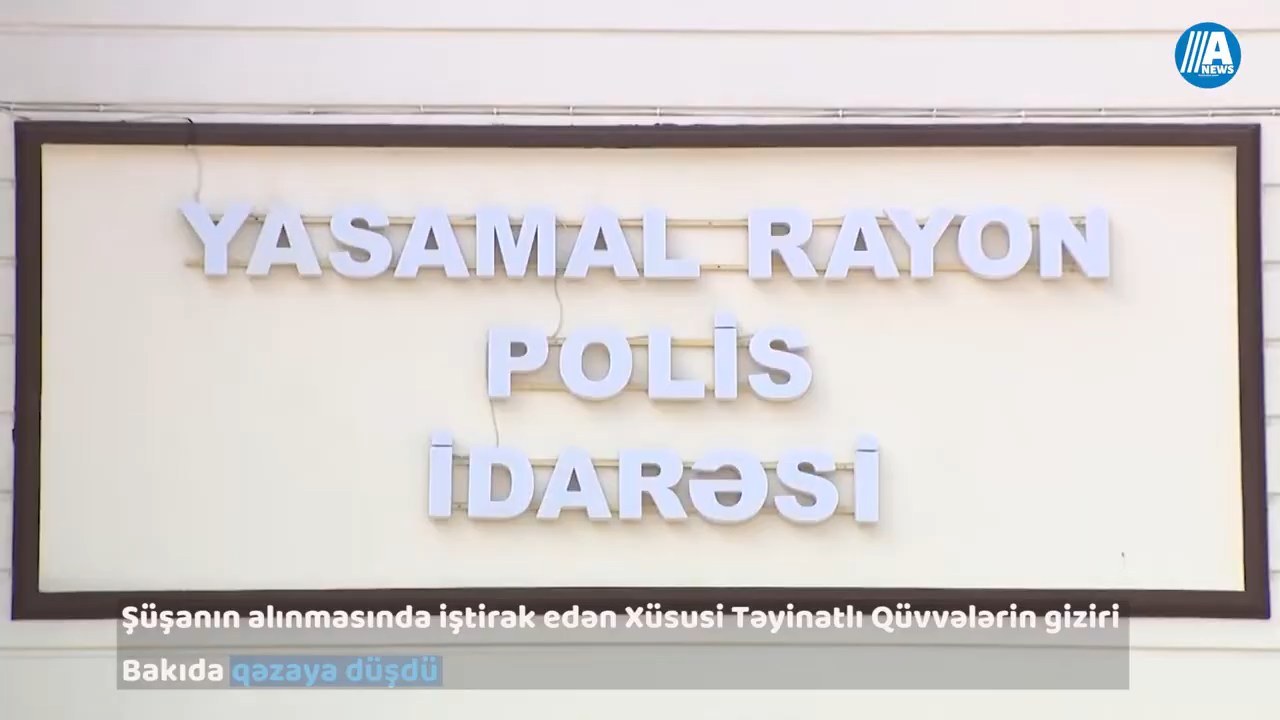 A
NEWS
YASAMAL RAYON
POLİS
İDARƏSİ
Şüşanın alınmasında iştirak edən Xüsusi Təyinatlı Qüvvələrin giziri
Bakıda qəzaya düşdü